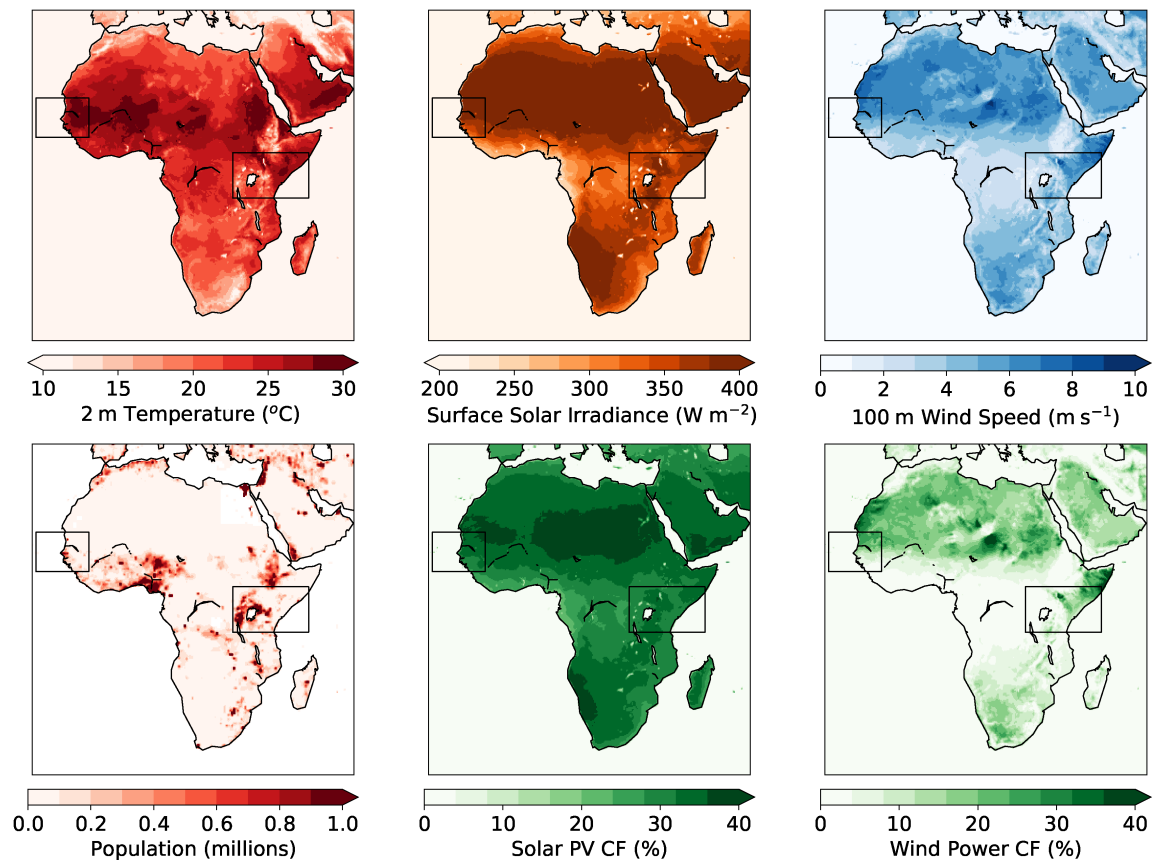 10 15 20 25 30
2 m Temperature (°C)
200 250 300 350 400
Surface Solar Irradiance (W m⁻²)
0 2 4 6 8 10
100 m Wind Speed (m s⁻¹)
0.0 0.2 0.4 0.6 0.8 1.0
Population (millions)
0 10 20 30 40
Solar PV CF (%)
0 10 20 30 40
Wind Power CF (%)